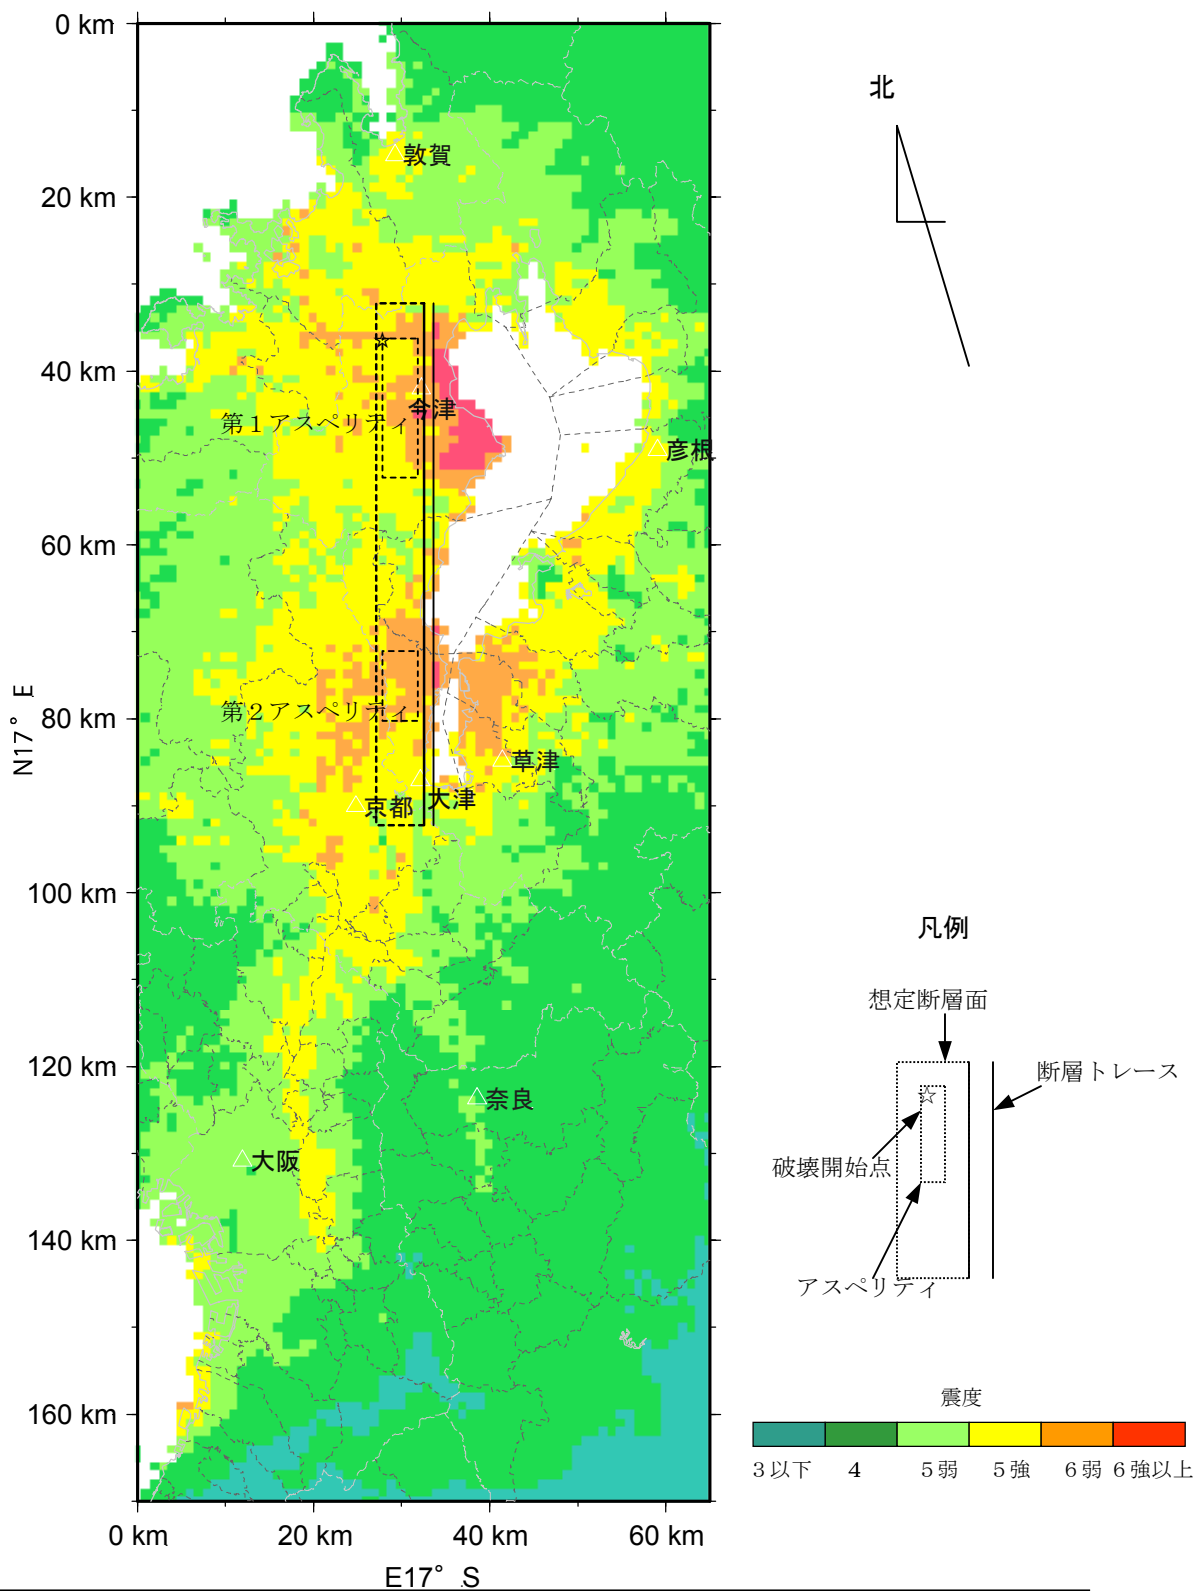 0 km
20 km
40 km
60 km
80 km
100 km
120 km
140 km
160 km
N17° E
0 km
20 km
40 km
60 km
E17° S
敦賀
今津
第1アスペリティ
彦根
第2アスペリティ
草津
大津
京都
奈良
大阪
北
凡例
想定断層面
断層トレース
破壊開始点
アスペリティ
震度
3以下
4
5弱
5強
6弱
6強以上